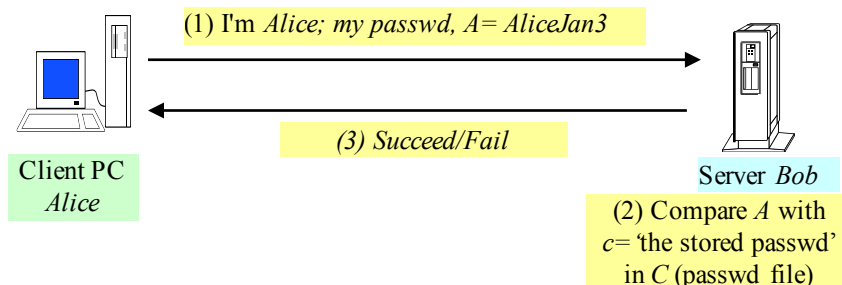 (1) I'm Alice; my passwd, A= AliceJan3
(3) Succeed/Fail
Client PC
Alice
Server Bob
(2) Compare A with
c= ‘the stored passwd’
in C (passwd file)